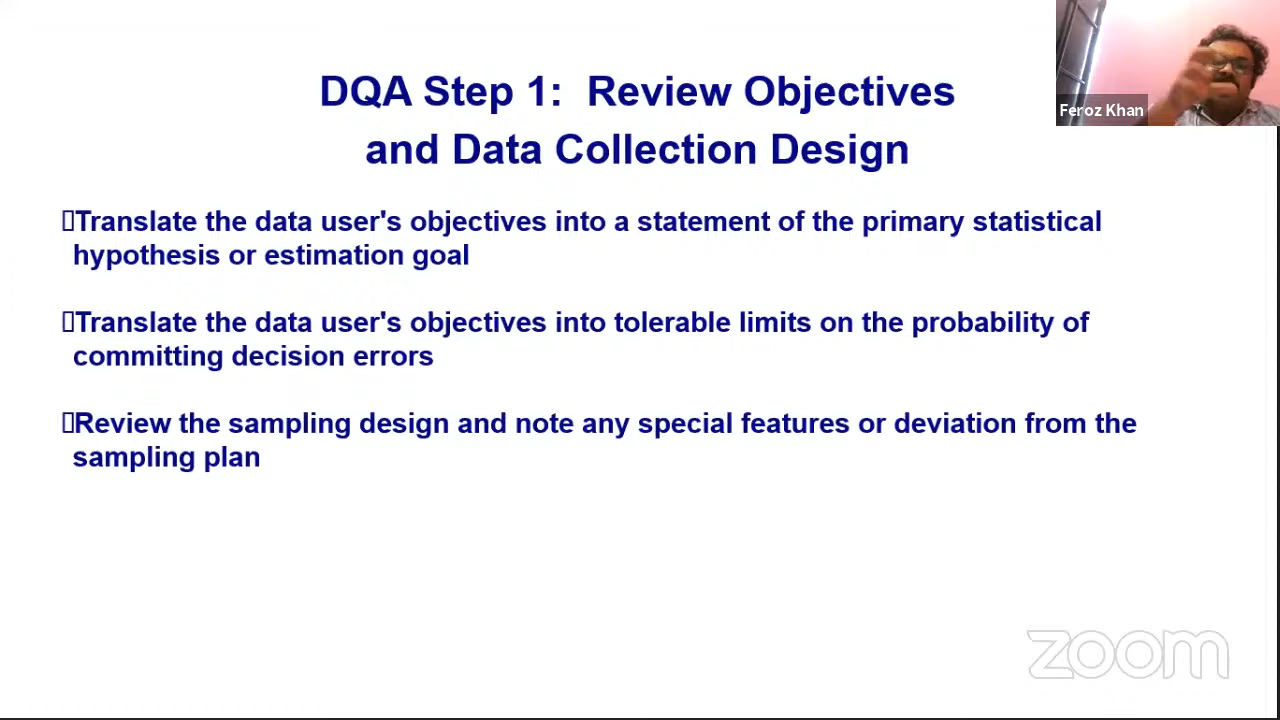 DQA Step 1:  Review Objectives
and Data Collection Design
Feroz Khan
Translate the data user's objectives into a statement of the primary statistical
hypothesis or estimation goal
Translate the data user's objectives into tolerable limits on the probability of
committing decision errors
Review the sampling design and note any special features or deviation from the
sampling plan
zoom